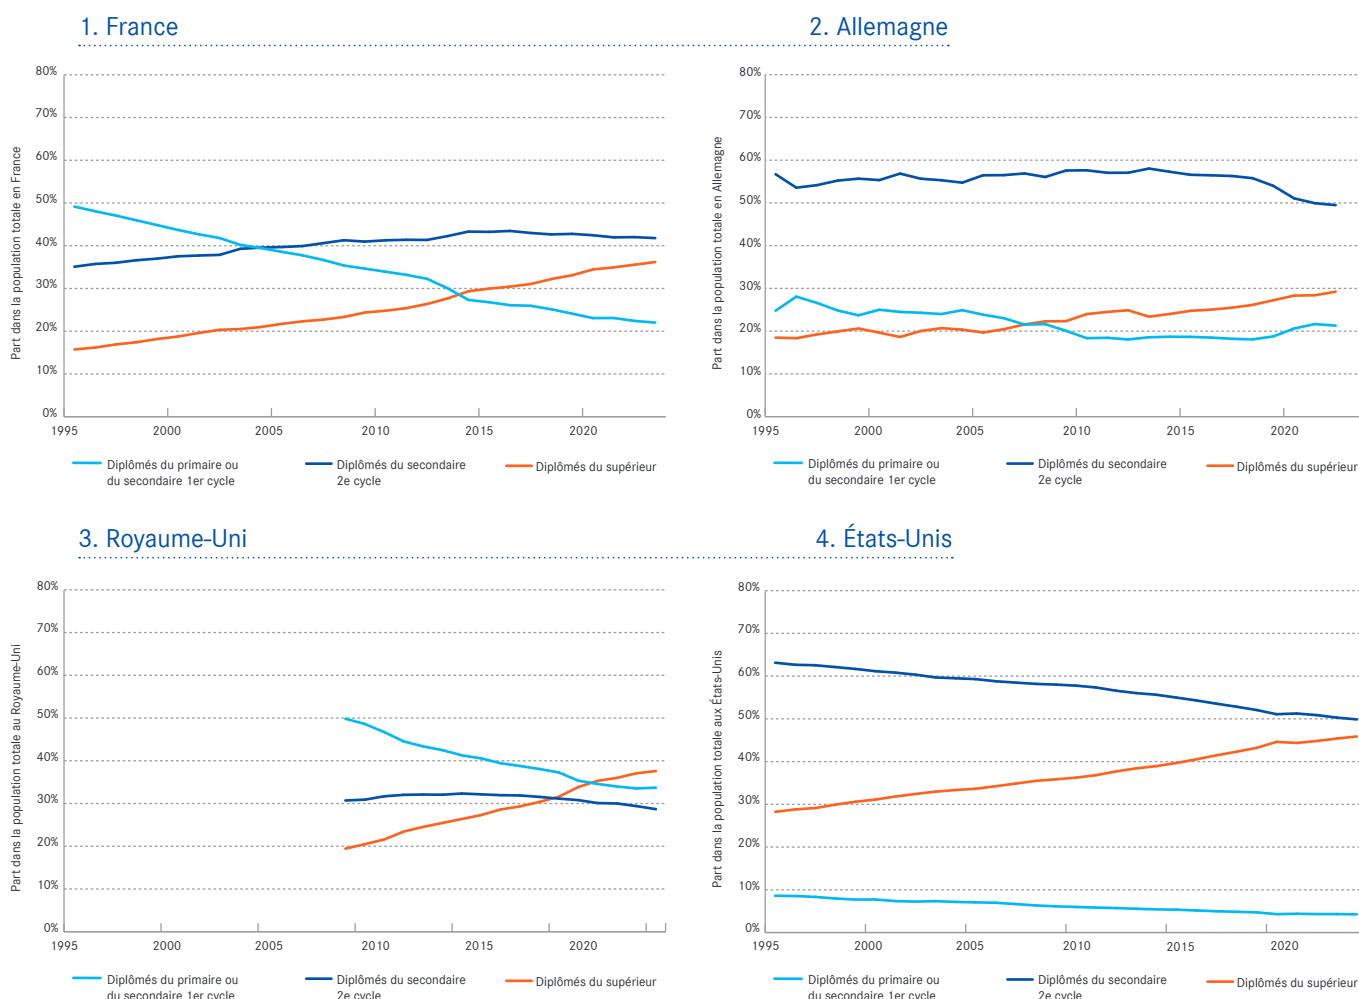 1. France
2. Allemagne
Part dans la population totale en France
80%
70%
60%
50%
40%
30%
20%
10%
0%
1995
2000
2005
2010
2015
2020
Diplômés du primaire ou
du secondaire 1er cycle
Diplômés du secondaire
2e cycle
Diplômés du supérieur
Part dans la population totale en Allemagne
80%
70%
60%
50%
40%
30%
20%
10%
0%
1995
2000
2005
2010
2015
2020
Diplômés du primaire ou
du secondaire 1er cycle
Diplômés du secondaire
2e cycle
Diplômés du supérieur
3. Royaume-Uni
4. États-Unis
Part dans la population totale au Royaume-Uni
80%
70%
60%
50%
40%
30%
20%
10%
0%
1995
2000
2005
2010
2015
2020
Diplômés du primaire ou
du secondaire 1er cycle
Diplômés du secondaire
2e cycle
Diplômés du supérieur
Part dans la population totale aux États-Unis
80%
70%
60%
50%
40%
30%
20%
10%
0%
1995
2000
2005
2010
2015
2020
Diplômés du primaire ou
du secondaire 1er cycle
Diplômés du secondaire
2e cycle
Diplômés du supérieur